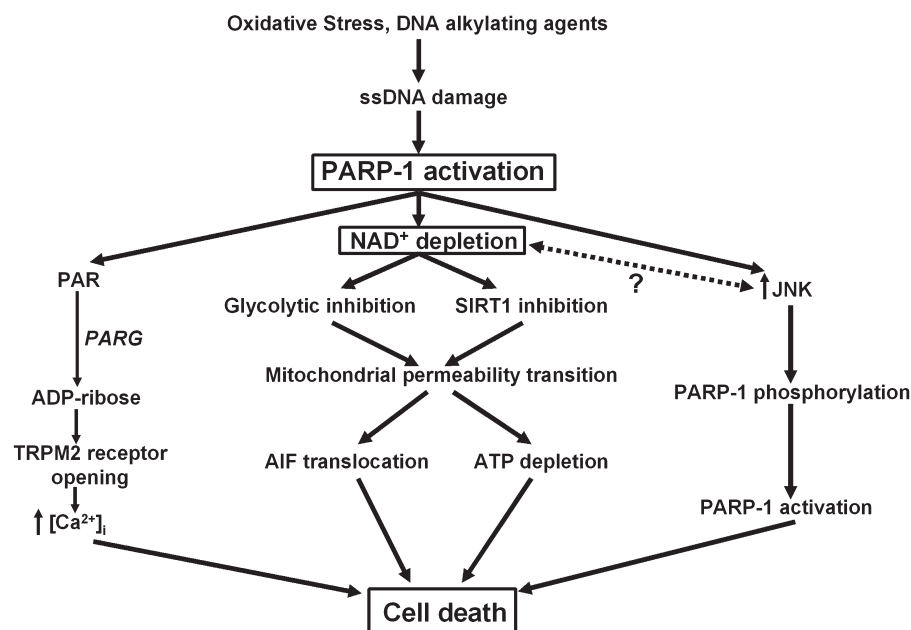 Oxidative Stress, DNA alkylating agents
ssDNA damage
PARP-1 activation
NAD⁺ depletion
PAR
?
↑JNK
Glycolytic inhibition
SIRT1 inhibition
PARG
Mitochondrial permeability transition
ADP-ribose
PARP-1 phosphorylation
TRPM2 receptor
opening
AIF translocation
ATP depletion
↑ [Ca²⁺]ᵢ
PARP-1 activation
Cell death